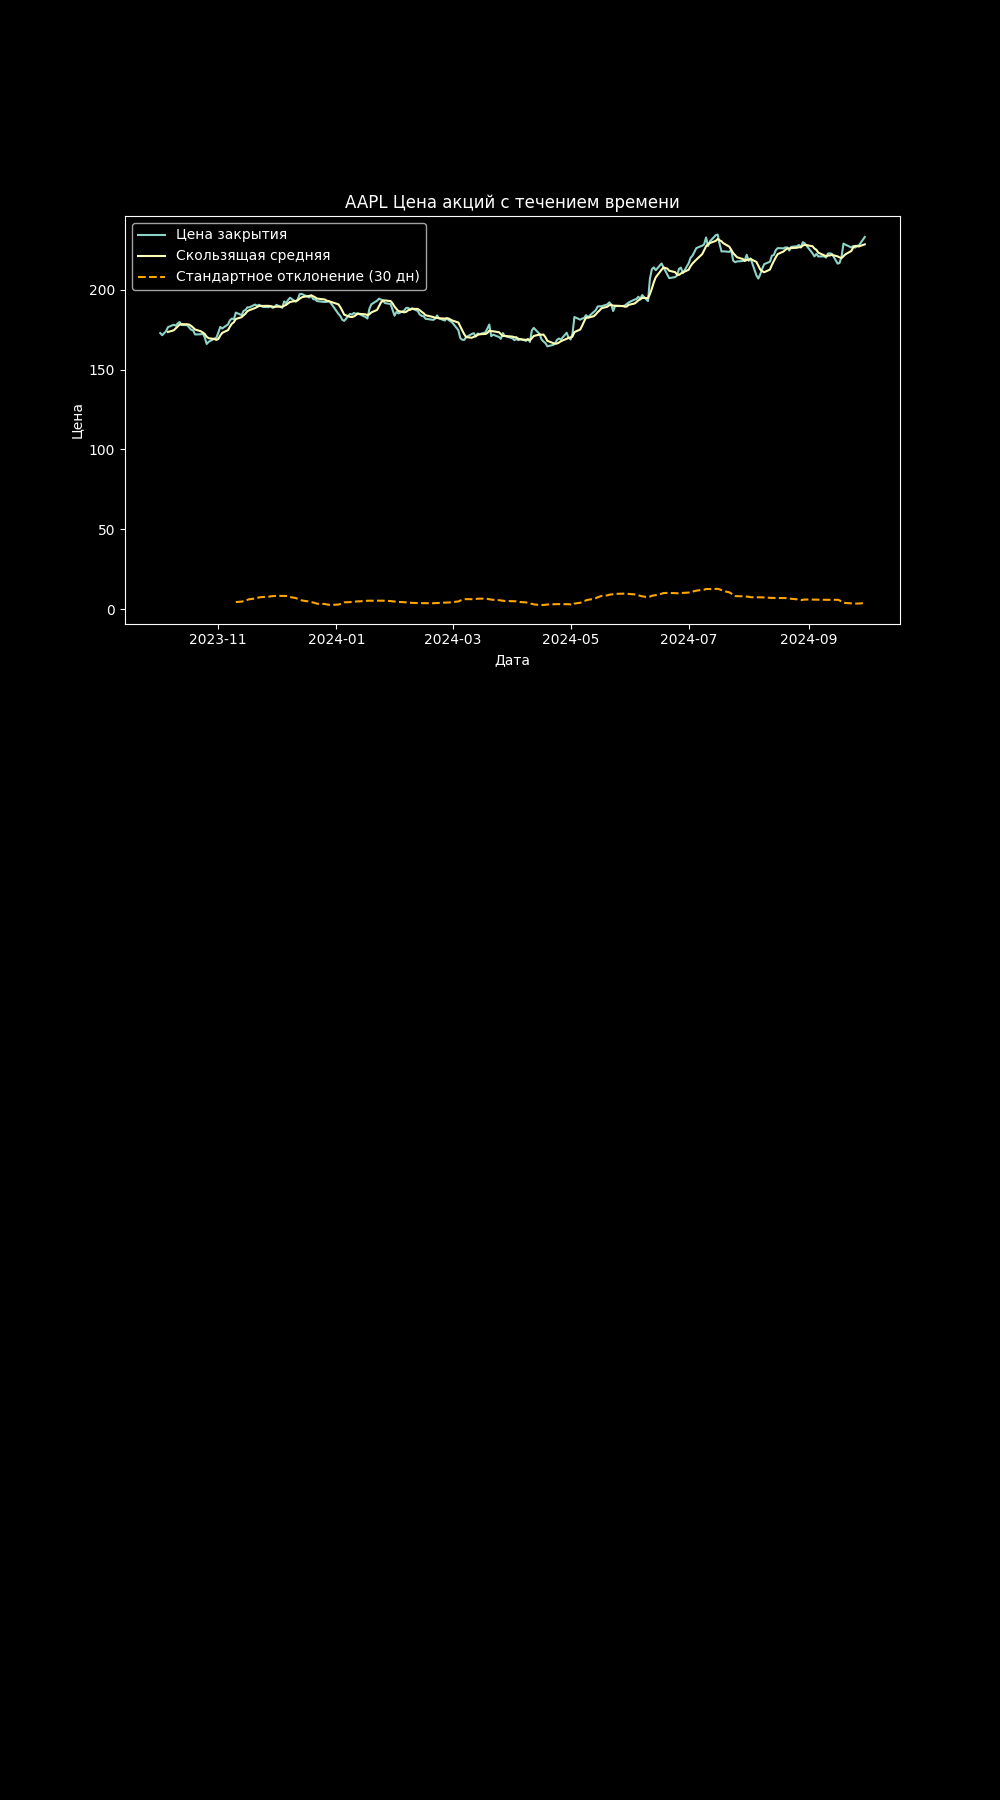 AAPL Цена акций с течением времени
Цена закрытия
Скользящая средняя
Стандартное отклонение (30 дн)
200
150
100
50
0
Цена
2023-11 2024-01 2024-03 2024-05 2024-07 2024-09
Дата